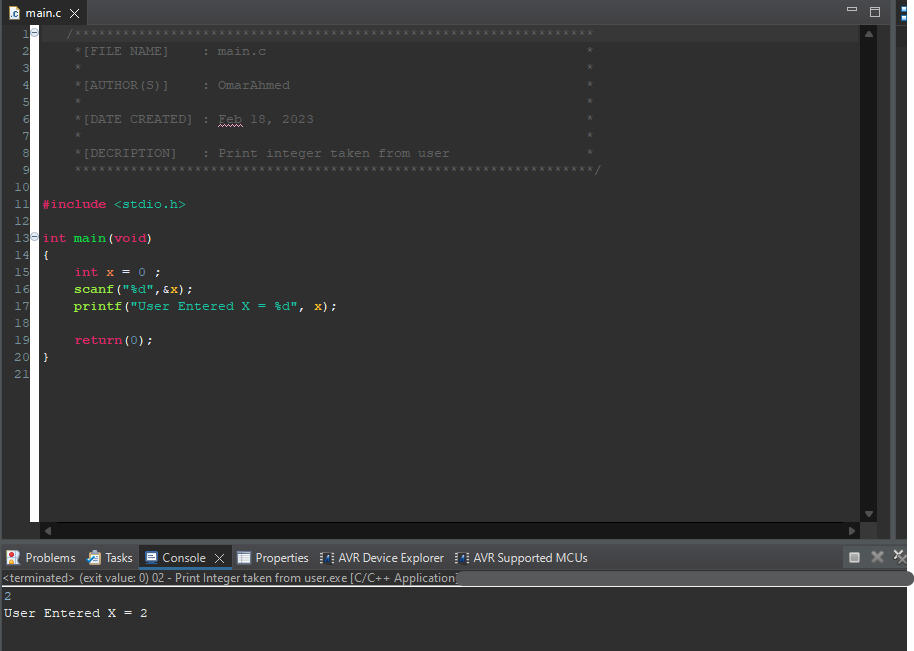 main.c
1 /*****************************************************************
2 *[FILE NAME]    : main.c                                        *
3 *                                                               *
4 *[AUTHOR(S)]    : OmarAhmed                                     *
5 *                                                               *
6 *[DATE CREATED] : Feb 18, 2023                                  *
7 *                                                               *
8 *[DECRIPTION]   : Print integer taken from user                 *
9 *****************************************************************/
10
11 #include <stdio.h>
12
13 int main(void)
14 {
15     int x = 0 ;
16     scanf("%d",&x);
17     printf("User Entered X = %d", x);
18
19     return(0);
20 }
21
Problems Tasks Console Properties AVR Device Explorer AVR Supported MCUs
<terminated> (exit value: 0) 02 - Print Integer taken from user.exe [C/C++ Application]
2
User Entered X = 2